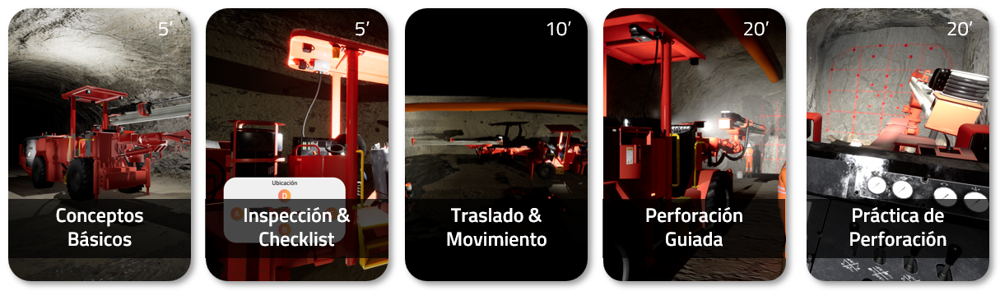 5’
Conceptos
Básicos
5’
Ubicación
D
A
B
Inspección &
Checklist
10’
Traslado &
Movimiento
20’
Perforación
Guiada
20’
Práctica de
Perforación